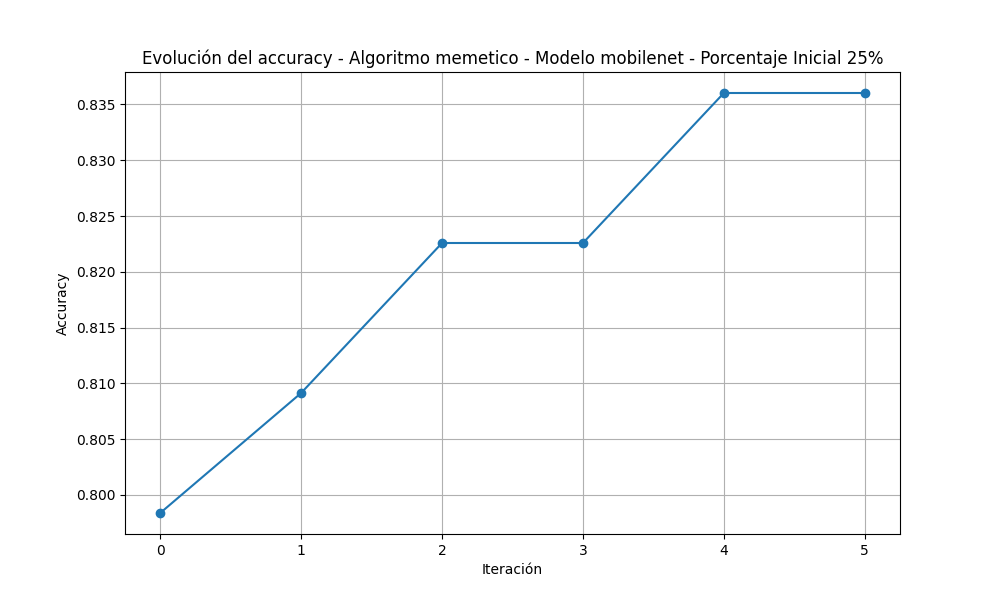 Evolución del accuracy - Algoritmo memetico - Modelo mobilenet - Porcentaje Inicial 25%
0.835
0.830
0.825
0.820
0.815
0.810
0.805
0.800
Accuracy
0 1 2 3 4 5
Iteración